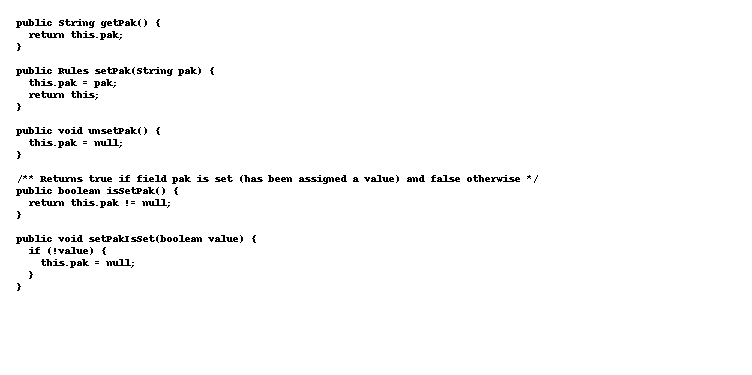 public String getPak() {
  return this.pak;
}

public Rules setPak(String pak) {
  this.pak = pak;
  return this;
}

public void unsetPak() {
  this.pak = null;
}

/** Returns true if field pak is set (has been assigned a value) and false otherwise */
public boolean isSetPak() {
  return this.pak != null;
}

public void setPakIsSet(boolean value) {
  if (!value) {
    this.pak = null;
  }
}